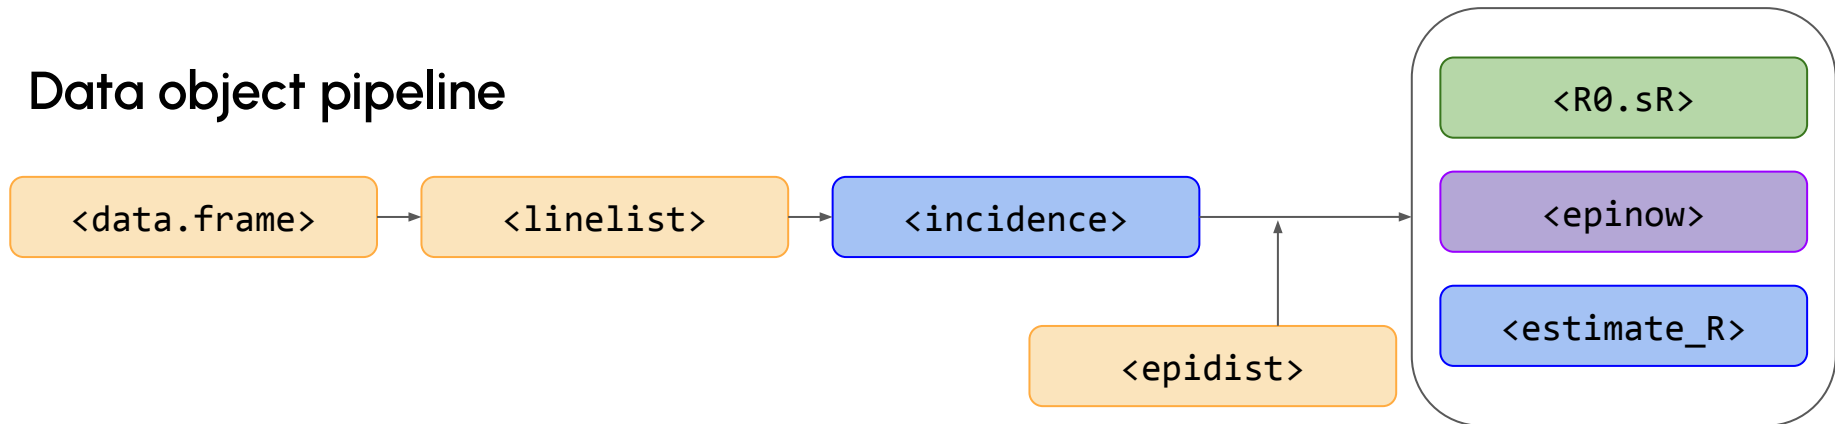 Data object pipeline
<data.frame>
<linelist>
<incidence>
<epidist>
<R0.sR>
<epinow>
<estimate_R>